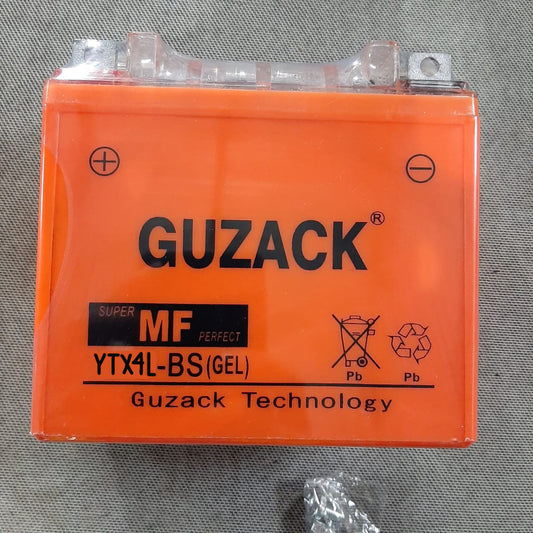 + -
GUZACK®
SUPER MF PERFECT
YTX4L-BS(GEL)
Pb Pb
Guzack Technology